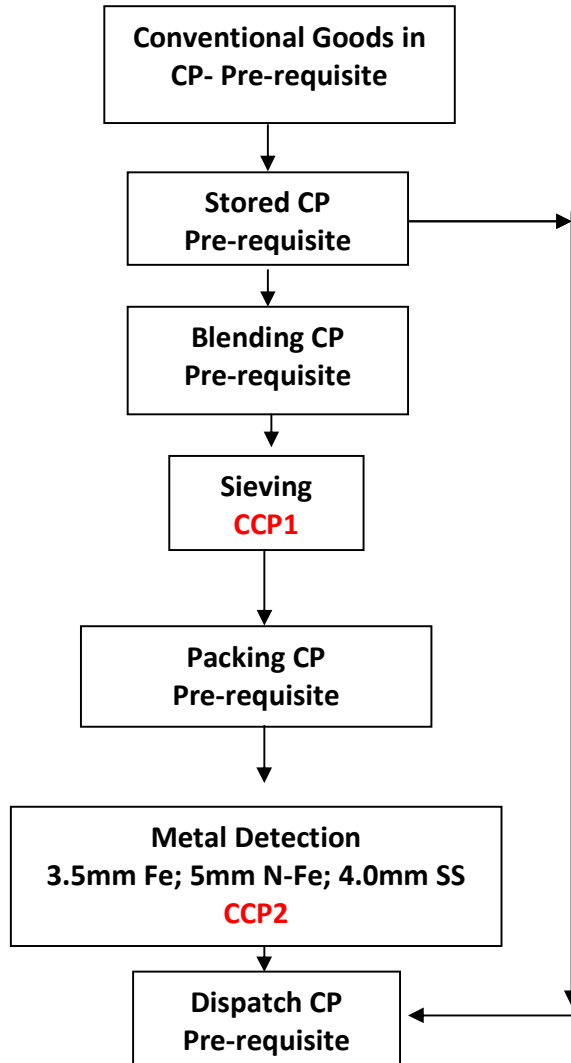 Conventional Goods in
CP- Pre-requisite
Stored CP
Pre-requisite
Blending CP
Pre-requisite
Sieving
CCP1
Packing CP
Pre-requisite
Metal Detection
3.5mm Fe; 5mm N-Fe; 4.0mm SS
CCP2
Dispatch CP
Pre-requisite